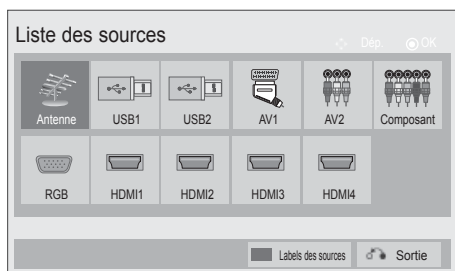 Liste des sources
Dép. OK
Antenne USB1 USB2 AV1 AV2 Composant
RGB HDMI1 HDMI2 HDMI3 HDMI4
Labels des sources Sortie